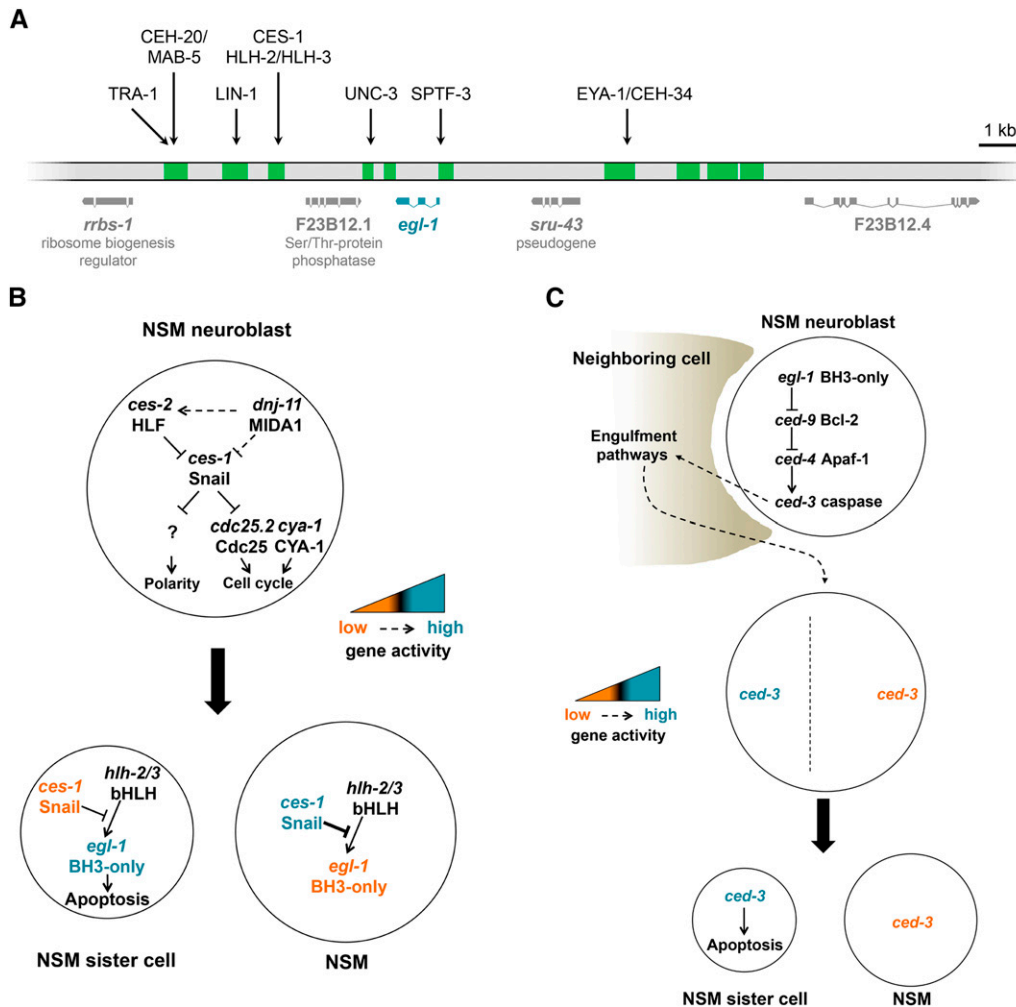 A
CEH-20/
MAB-5
CES-1
HLH-2/HLH-3
TRA-1
LIN-1
UNC-3
SPTF-3
EYA-1/CEH-34
1 kb
rrbs-1
ribosome biogenesis
regulator
F23B12.1
Ser/Thr-protein
phosphatase
egl-1
sru-43
pseudogene
F23B12.4
B
NSM neuroblast
ces-2
HLF
dnj-11
MIDA1
ces-1
Snail
?
cdc25.2 cya-1
Cdc25 CYA-1
Polarity
Cell cycle
low high
gene activity
ces-1
Snail
hlh-2/3
bHLH
egl-1
BH3-only
Apoptosis
NSM sister cell
hlh-2/3
bHLH
ces-1
Snail
egl-1
BH3-only
NSM
C
NSM neuroblast
Neighboring cell
egl-1 BH3-only
ced-9 Bcl-2
ced-4 Apaf-1
ced-3 caspase
Engulfment
pathways
ced-3
ced-3
low high
gene activity
ced-3
Apoptosis
NSM sister cell
ced-3
NSM